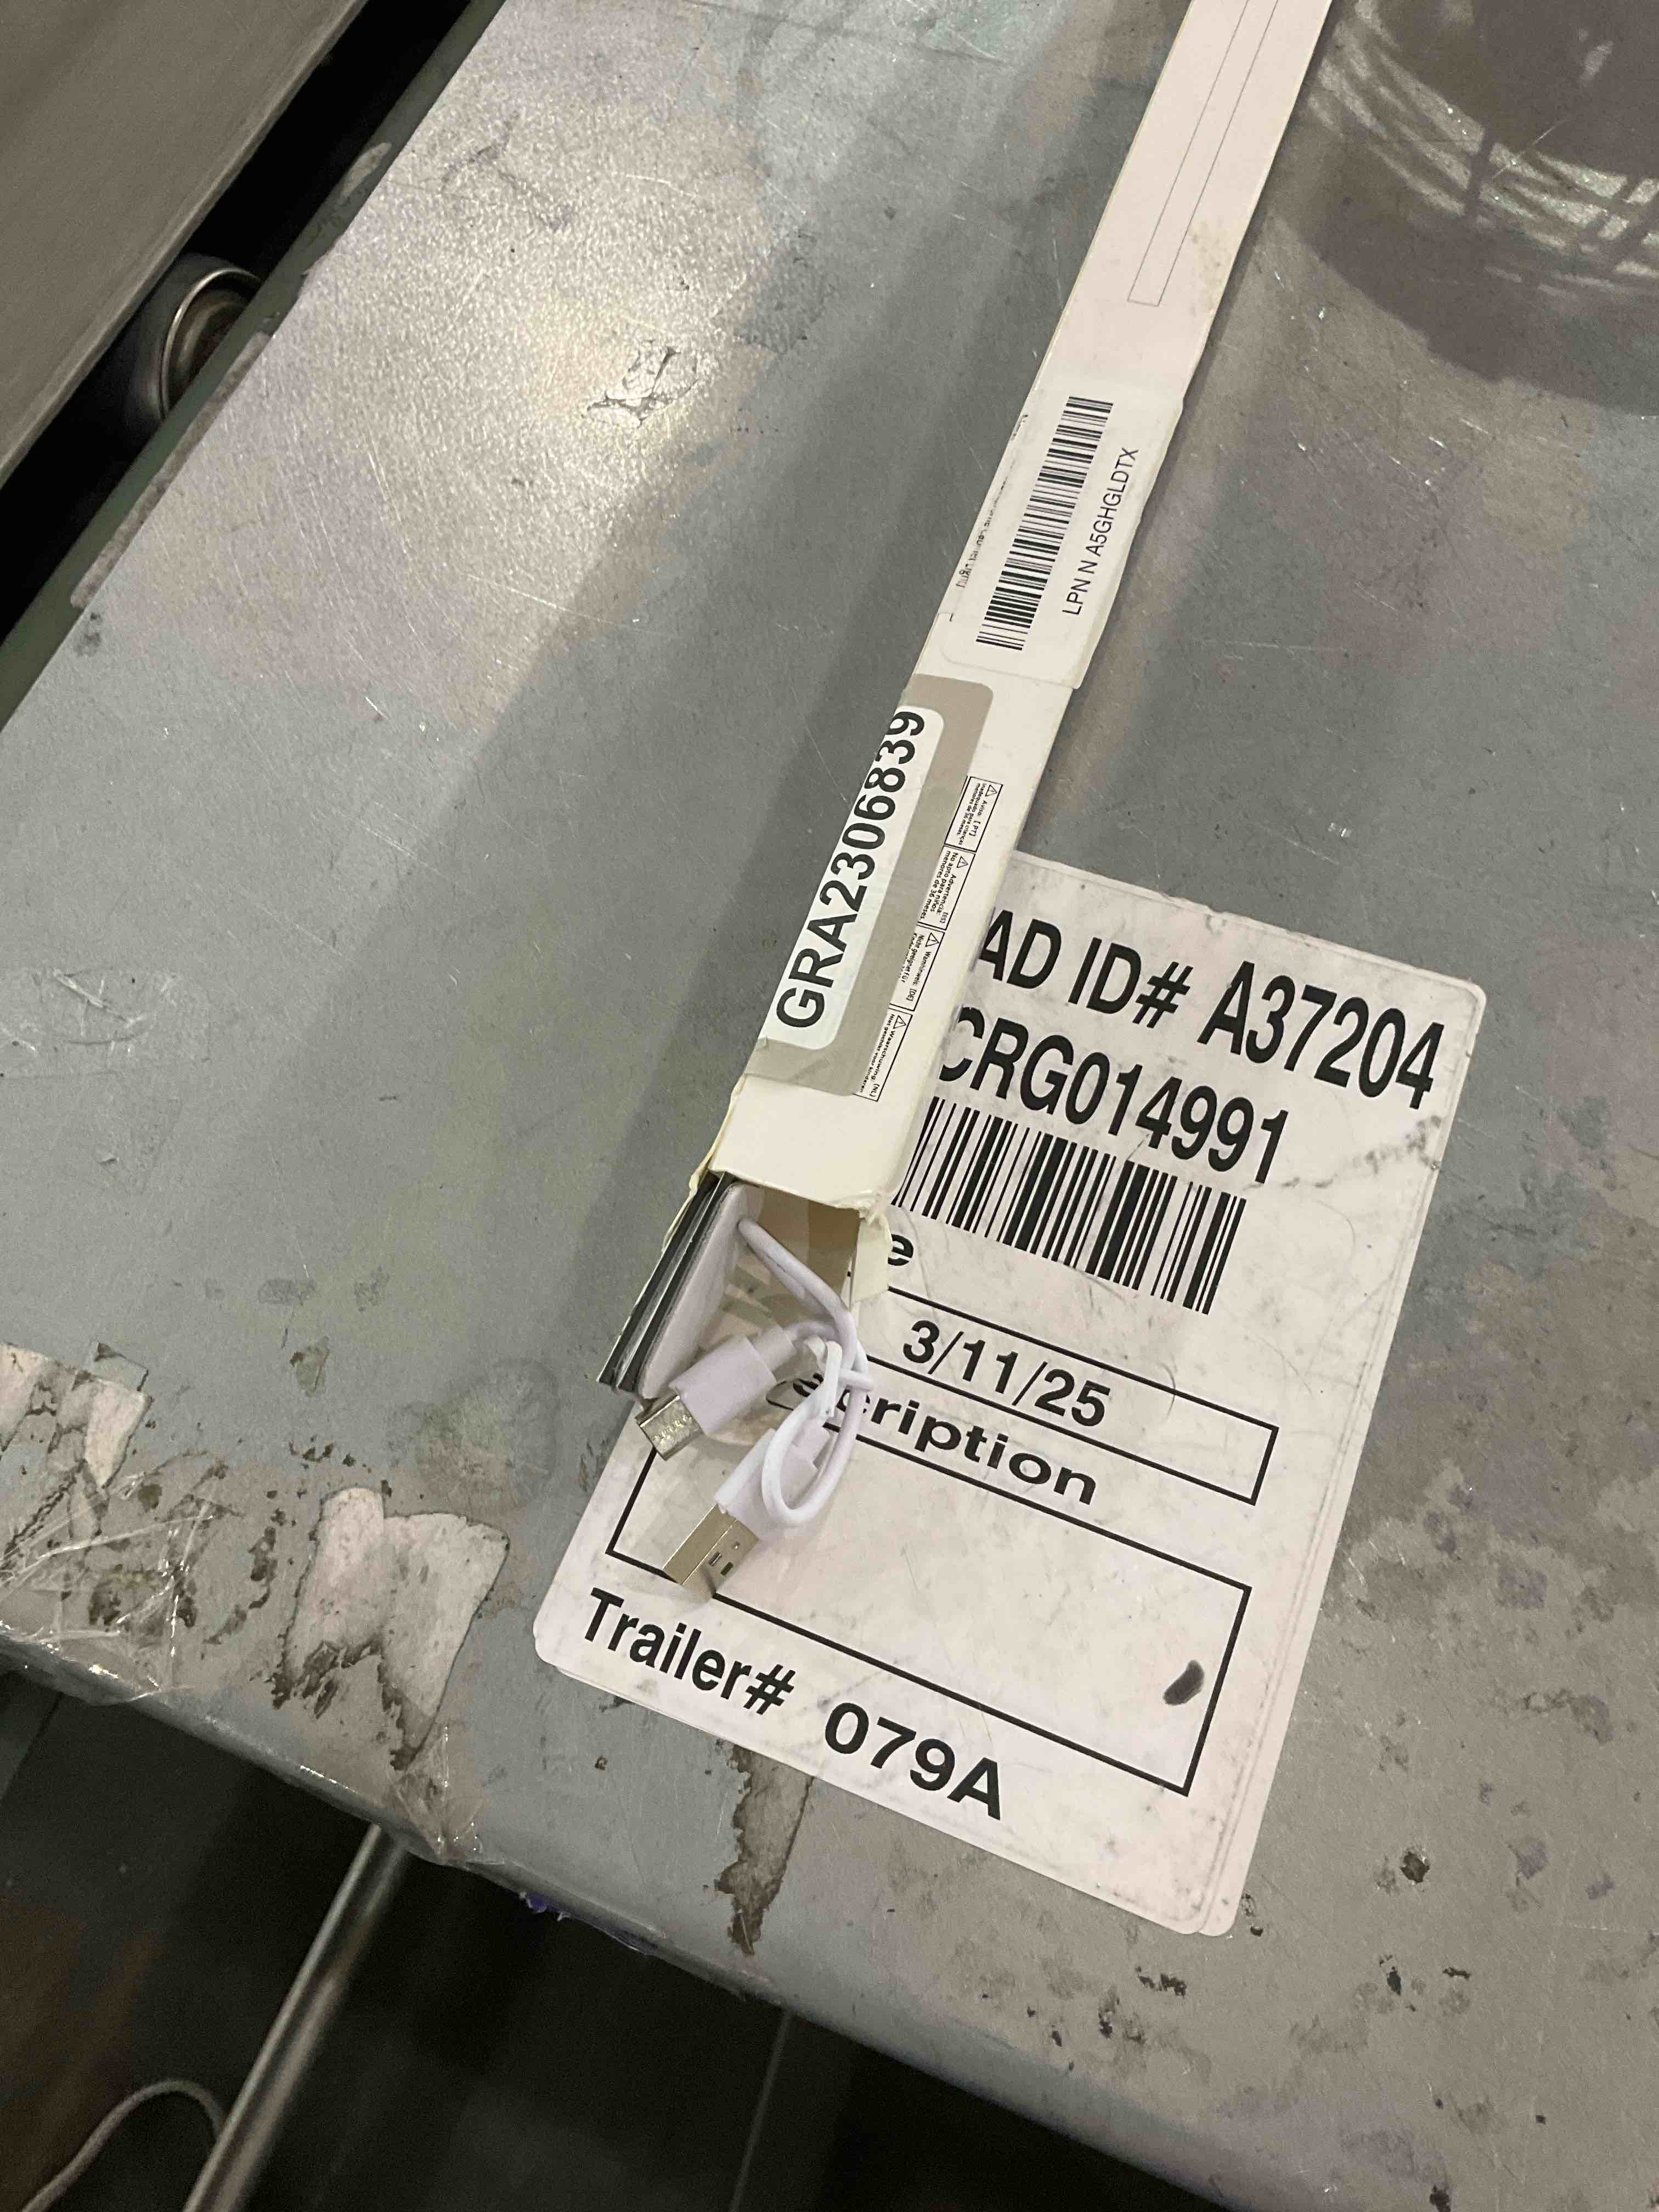 LPN N A5GHGLDTX
GRA2306839
AD ID# A37204
CRG014991
e
3/11/25
cription
Trailer# 079A